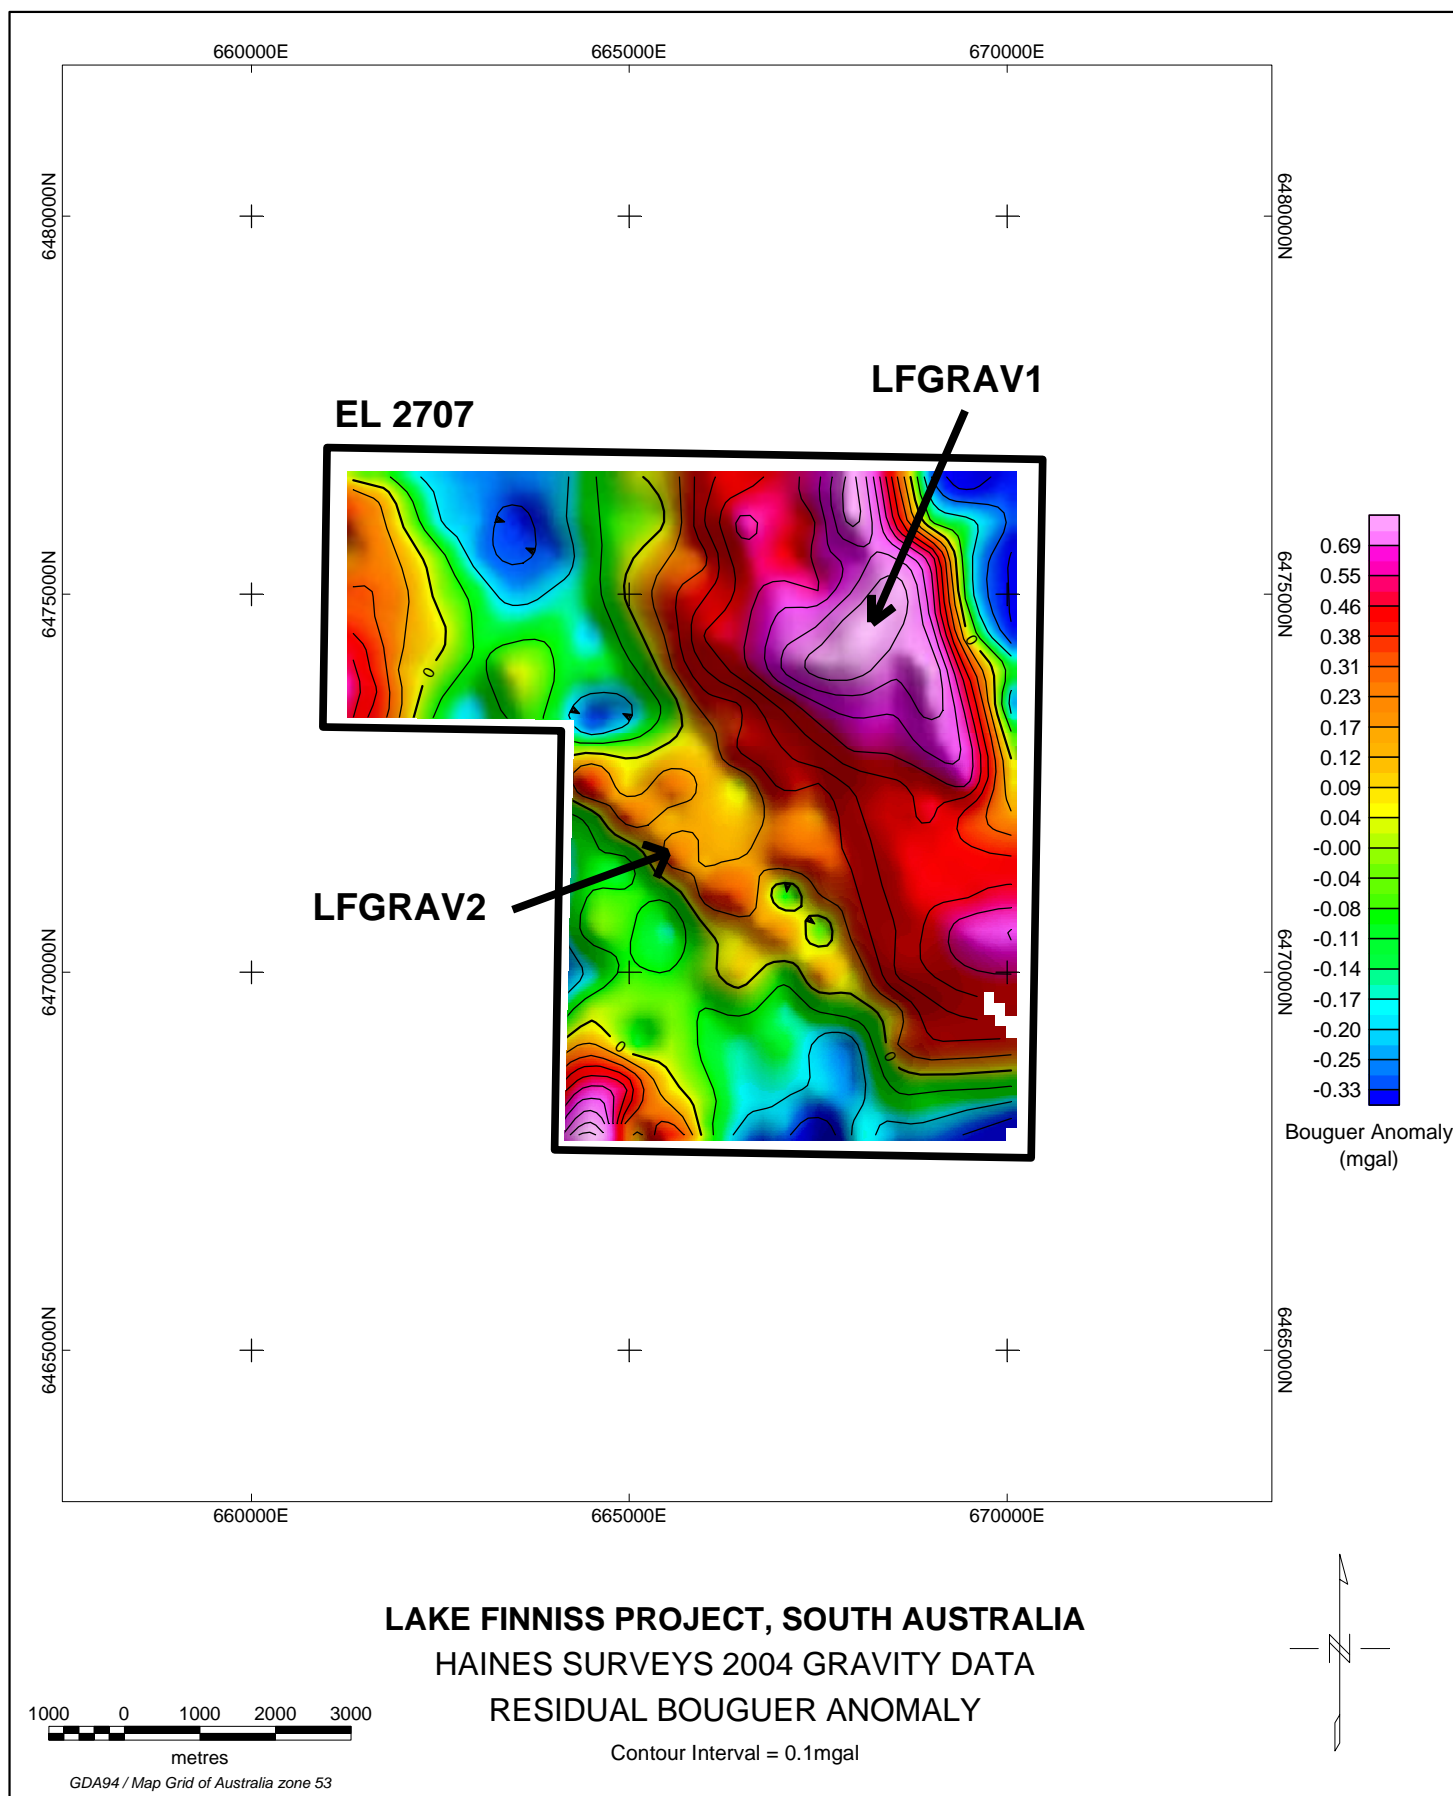 660000E 665000E 670000E
6480000N 6480000N
LFGRAV1
EL 2707
6475000N 6475000N
0.69
0.55
0.46
0.38
0.31
0.23
0.17
0.12
0.09
0.04
-0.00
-0.04
-0.08
-0.11
-0.14
-0.17
-0.20
-0.25
-0.33
Bouguer Anomaly
(mgal)
0
0
LFGRAV2
6470000N 6470000N
0
0
6465000N 6465000N
660000E 665000E 670000E
LAKE FINNISS PROJECT, SOUTH AUSTRALIA
HAINES SURVEYS 2004 GRAVITY DATA
RESIDUAL BOUGUER ANOMALY
Contour Interval = 0.1mgal
N
1000 0 1000 2000 3000
metres
GDA94 / Map Grid of Australia zone 53